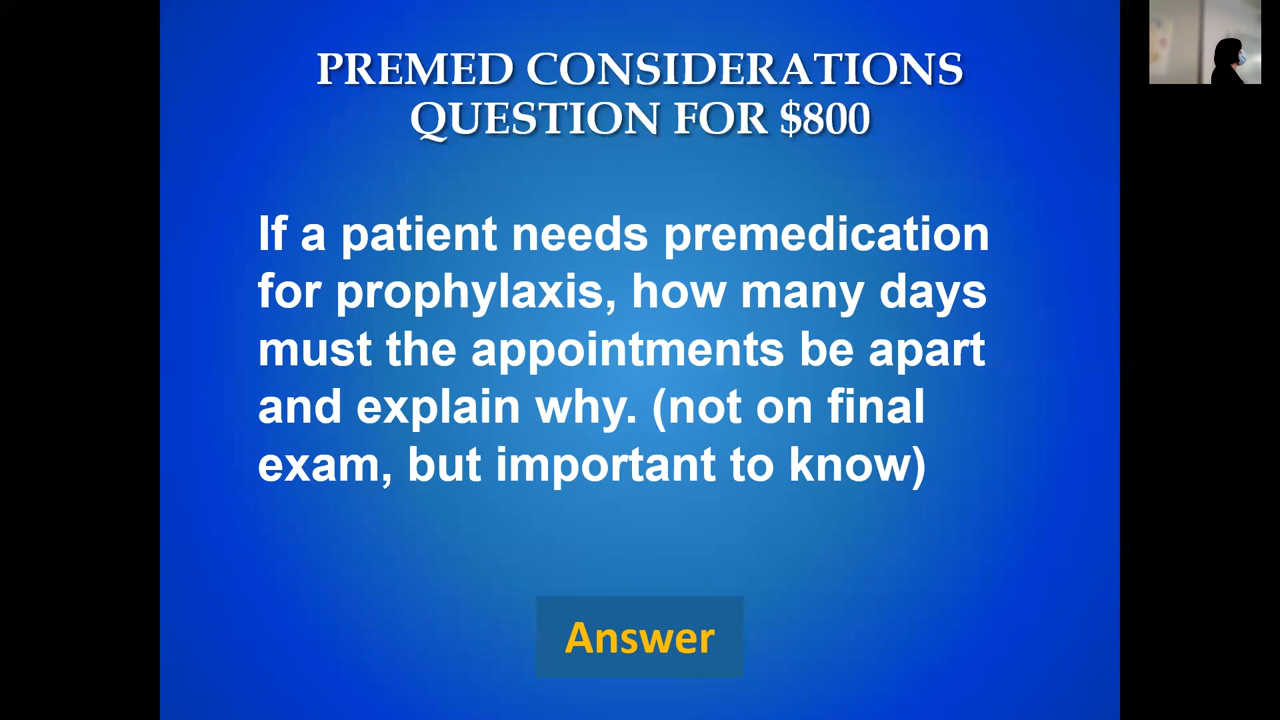 PREMED CONSIDERATIONS
QUESTION FOR $800
If a patient needs premedication
for prophylaxis, how many days
must the appointments be apart
and explain why. (not on final
exam, but important to know)
Answer